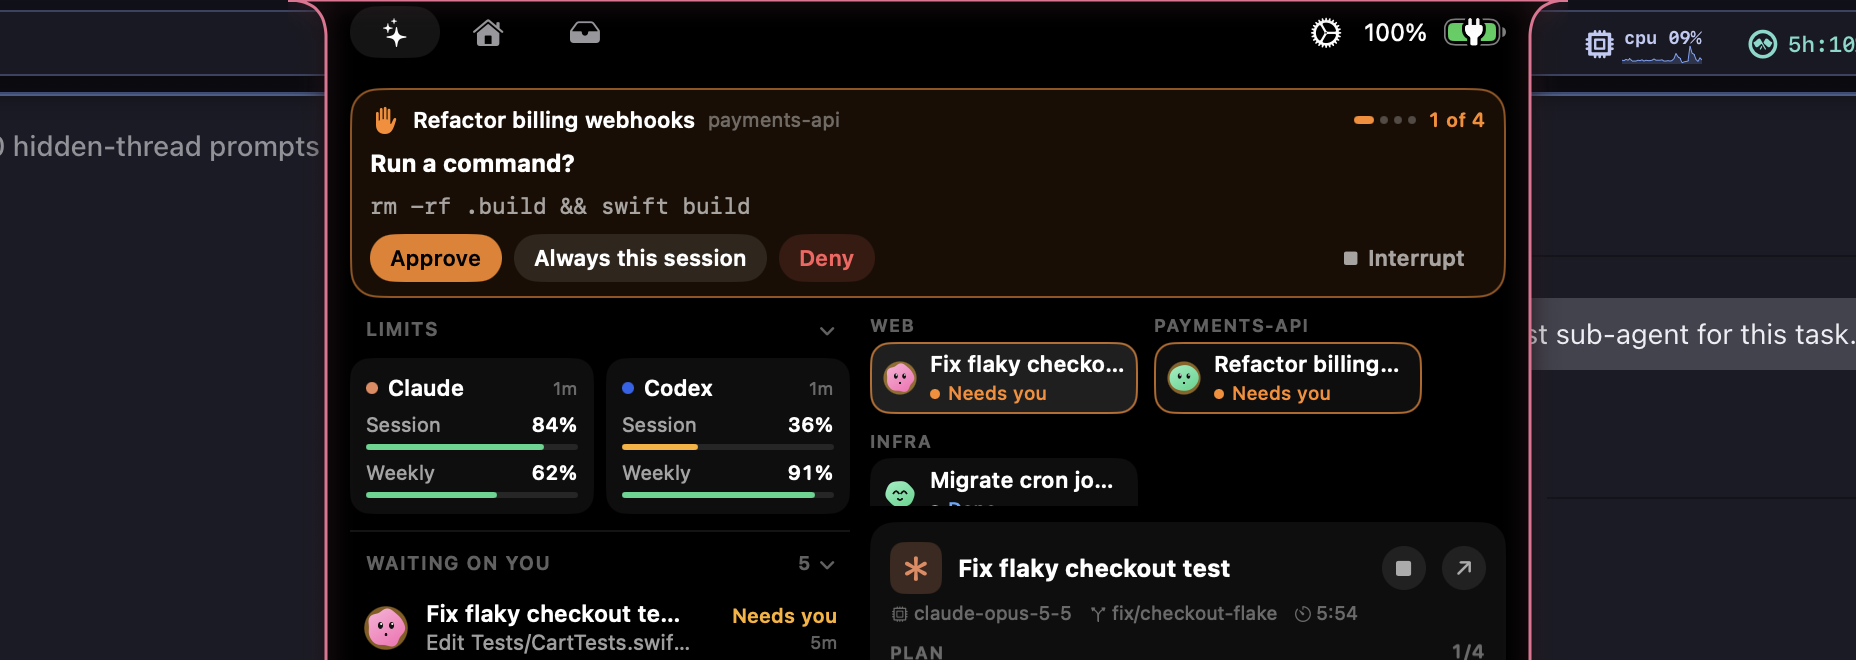 100%
cpu 09%
5h:10
hidden-thread prompts
Refactor billing webhooks payments-api
1 of 4
Run a command?
rm -rf .build && swift build
Approve
Always this session
Deny
Interrupt
LIMITS
Claude 1m
Session 84%
Weekly 62%
Codex 1m
Session 36%
Weekly 91%
WAITING ON YOU 5
Fix flaky checkout te... Needs you
Edit Tests/CartTests.swif... 5m
WEB
Fix flaky checko...
Needs you
PAYMENTS-API
Refactor billing...
Needs you
INFRA
Migrate cron jo...
Fix flaky checkout test
claude-opus-5-5 fix/checkout-flake 5:54
PLAN 1/4
st sub-agent for this task.